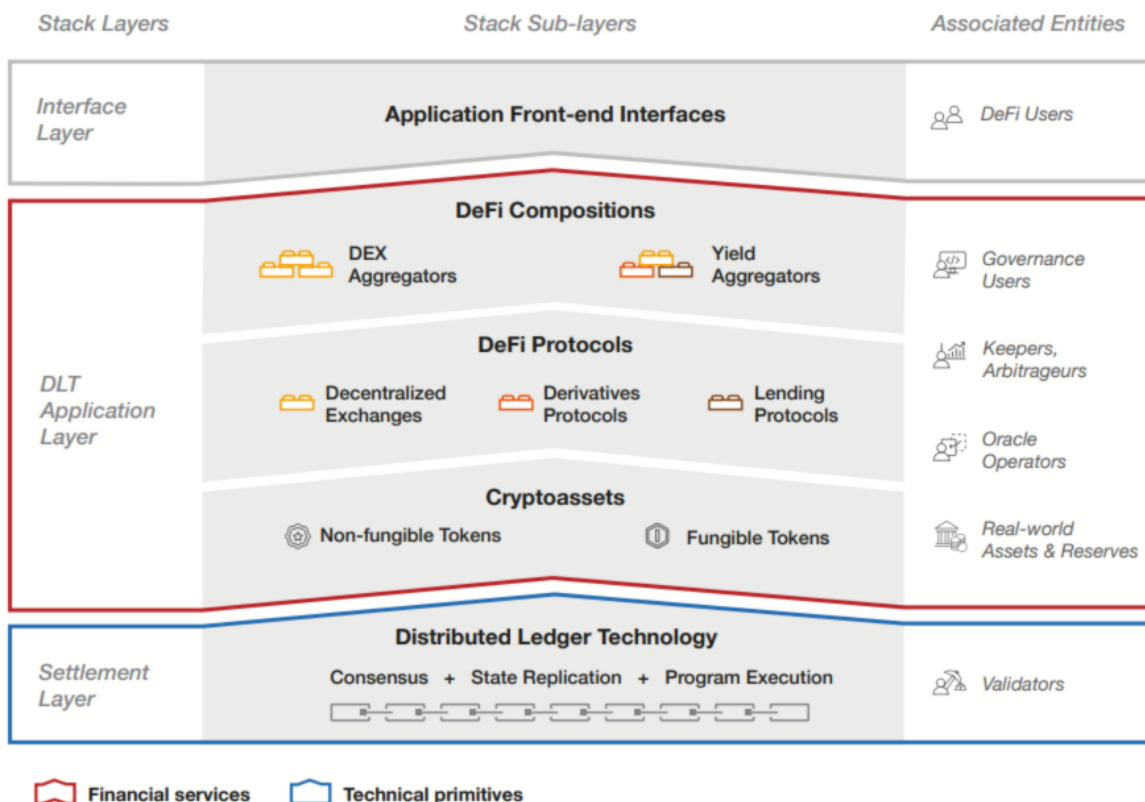 Stack Layers
Stack Sub-layers
Associated Entities
Interface
Layer
Application Front-end Interfaces
DeFi Users
DeFi Compositions
DEX
Aggregators
Yield
Aggregators
Governance
Users
DLT
Application
Layer
DeFi Protocols
Decentralized
Exchanges
Derivatives
Protocols
Lending
Protocols
Keepers,
Arbitrageurs
Oracle
Operators
Cryptoassets
Non-fungible Tokens
Fungible Tokens
Real-world
Assets & Reserves
Settlement
Layer
Distributed Ledger Technology
Consensus + State Replication + Program Execution
Validators
Financial services
Technical primitives